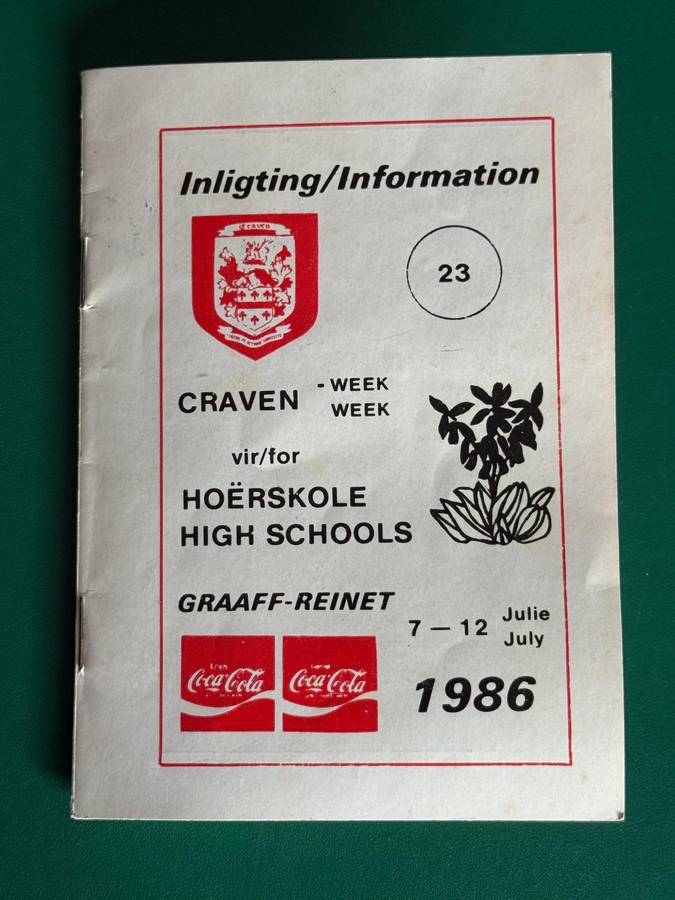 Inligting/Information
CRAVEN
23
CRAVEN -WEEK
WEEK
vir/for
HOËRSKOLE
HIGH SCHOOLS
GRAAFF-REINET
7 — 12 Julie
July
Coca-Cola Coca-Cola
1986